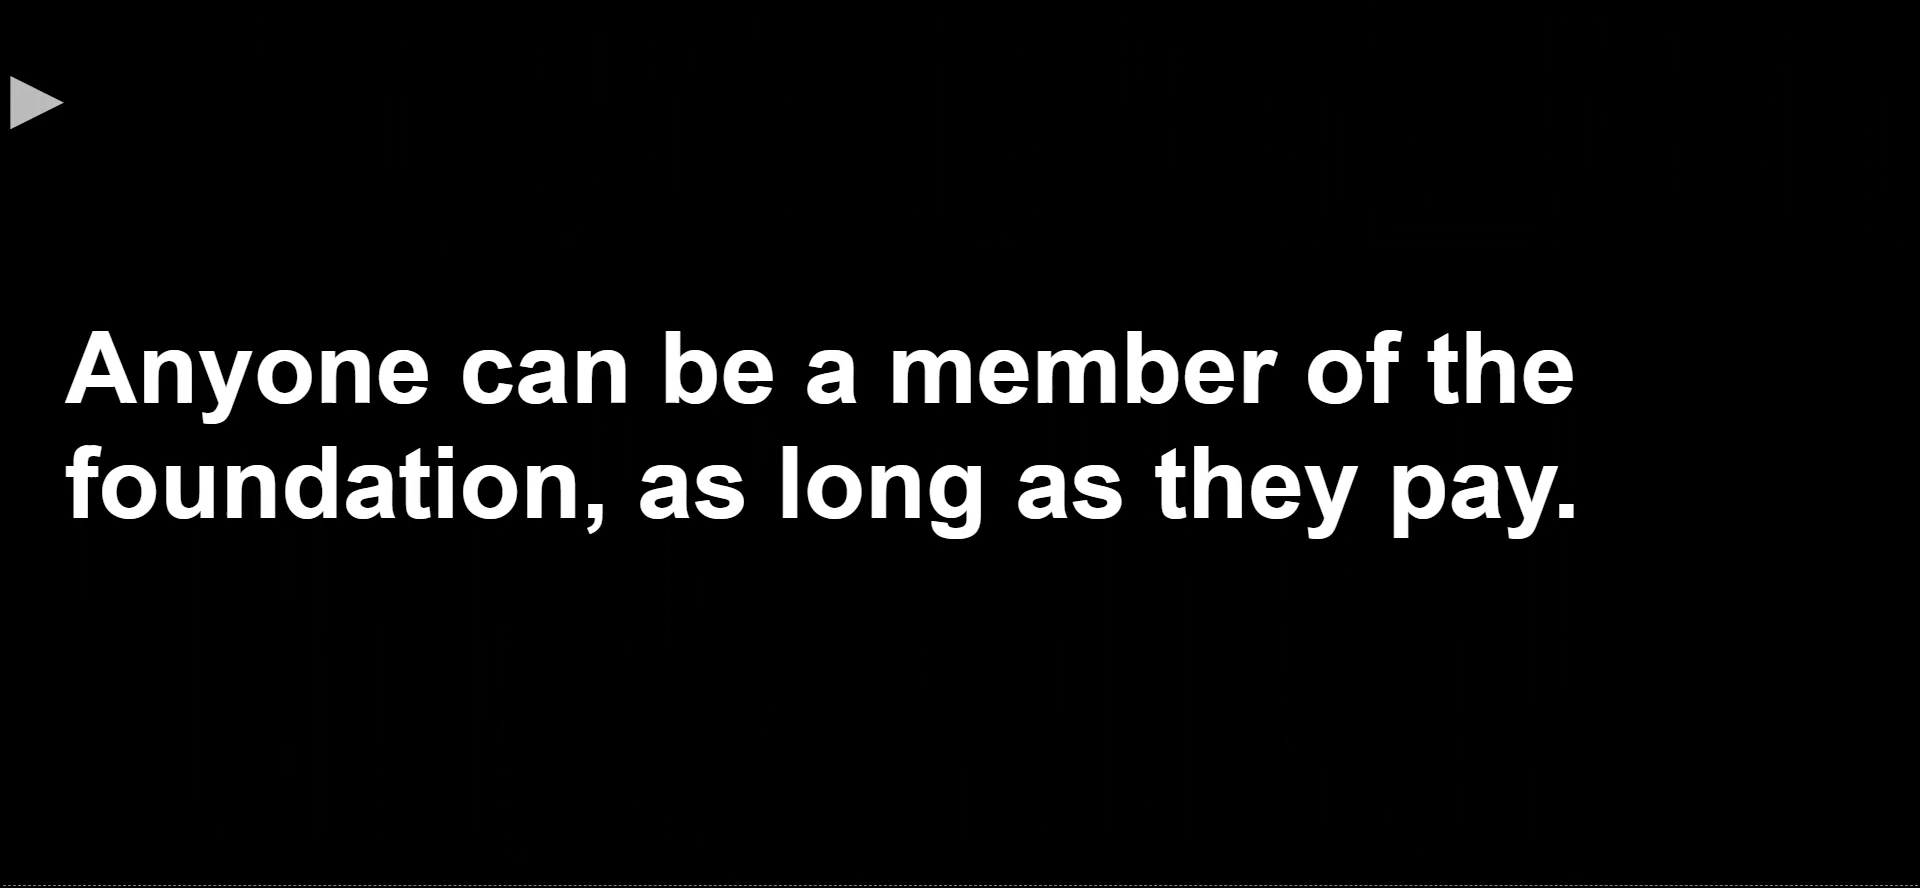 Anyone can be a member of the
foundation, as long as they pay.